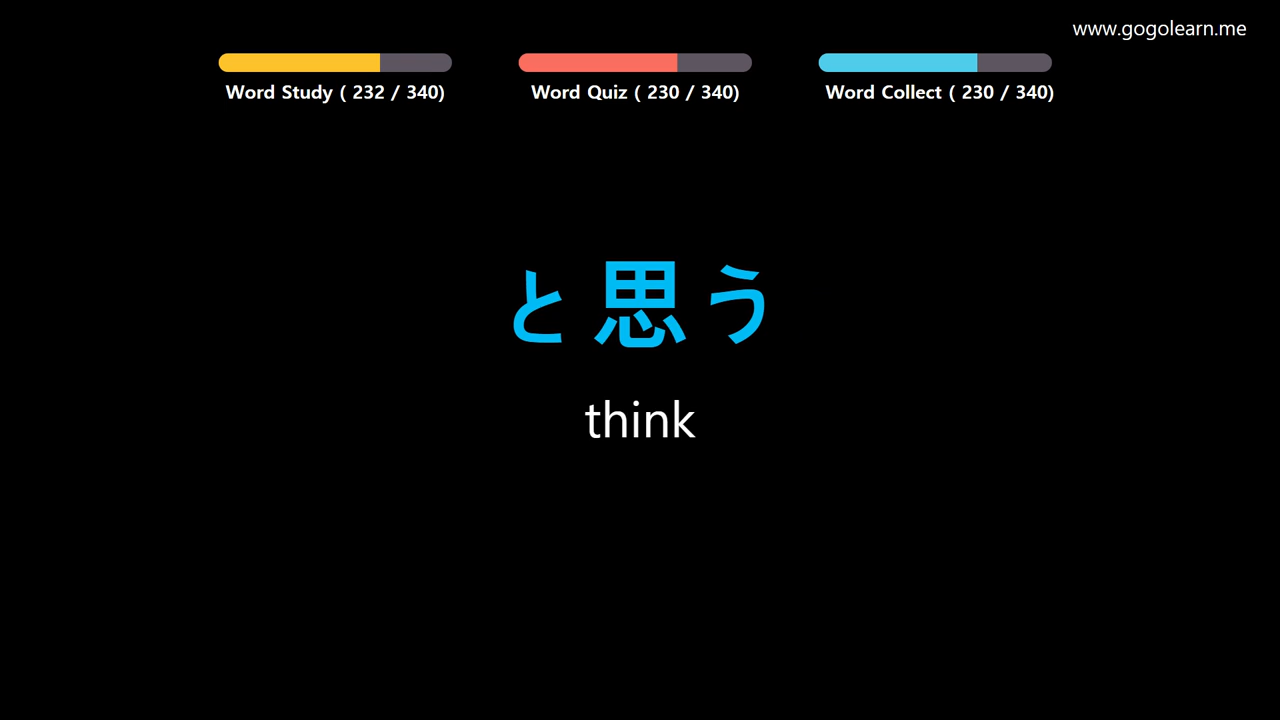 www.gogolearn.me
Word Study ( 232 / 340)
Word Quiz ( 230 / 340)
Word Collect ( 230 / 340)
と思う
think